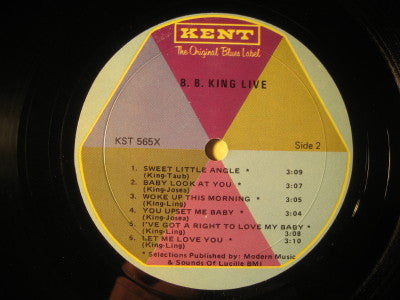 KENT
The Original Blues Label
B. B. KING LIVE
KST 565X
Side 2
1. SWEET LITTLE ANGLE * 3:09
(King-Taub)
2. BABY LOOK AT YOU * 3:07
(King-Josea)
3. WOKE UP THIS MORNING * 3:05
(King-Ling)
4. YOU UPSET ME BABY * 3:04
(King-Josea)
5. I'VE GOT A RIGHT TO LOVE MY BABY *
(King-Ling) 3:08
6. LET ME LOVE YOU * 3:10
(King-Ling)
* Selections Published by: Modern Music
& Sounds Of Lucille BMI